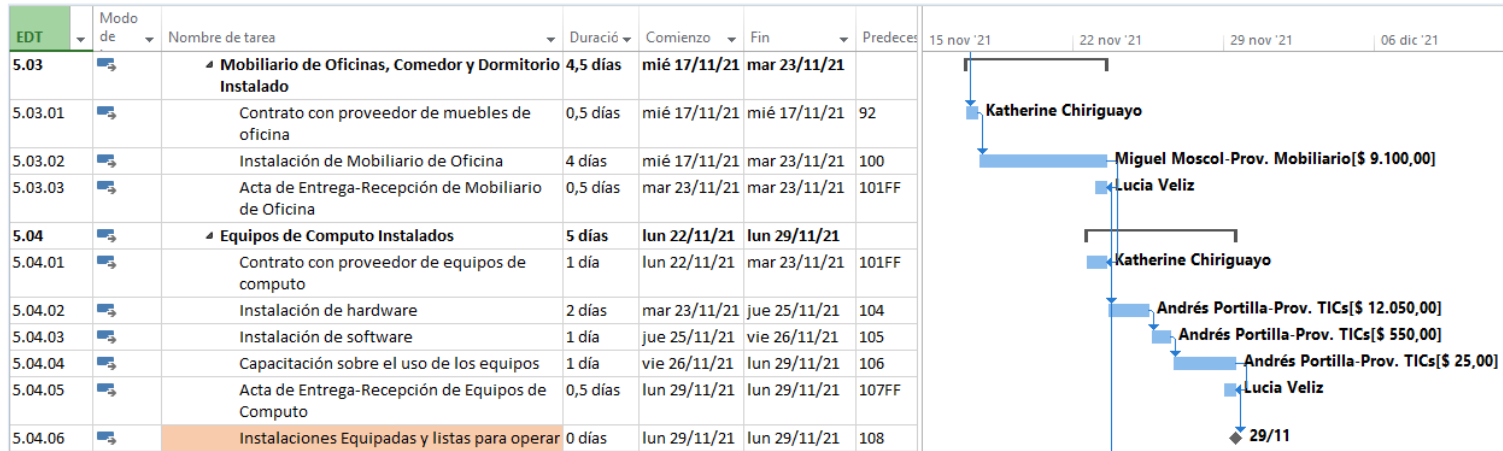 EDT Modo de Nombre de tarea Duració Comienzo Fin Predeces 15 nov '21 22 nov '21 29 nov '21 06 dic '21
5.03 Mobiliario de Oficinas, Comedor y Dormitorio 4,5 días mié 17/11/21 mar 23/11/21
Instalado
5.03.01 Contrato con proveedor de muebles de 0,5 días mié 17/11/21 mié 17/11/21 92 Katherine Chiriguayo
oficina
5.03.02 Instalación de Mobiliario de Oficina 4 días mié 17/11/21 mar 23/11/21 100 Miguel Moscol-Prov. Mobiliario[$ 9.100,00]
5.03.03 Acta de Entrega-Recepción de Mobiliario 0,5 días mar 23/11/21 mar 23/11/21 101FF Lucia Veliz
de Oficina
5.04 Equipos de Computo Instalados 5 días lun 22/11/21 lun 29/11/21
5.04.01 Contrato con proveedor de equipos de 1 día lun 22/11/21 mar 23/11/21 101FF Katherine Chiriguayo
computo
5.04.02 Instalación de hardware 2 días mar 23/11/21 jue 25/11/21 104 Andrés Portilla-Prov. TICs[$ 12.050,00]
5.04.03 Instalación de software 1 día jue 25/11/21 vie 26/11/21 105 Andrés Portilla-Prov. TICs[$ 550,00]
5.04.04 Capacitación sobre el uso de los equipos 1 día vie 26/11/21 lun 29/11/21 106 Andrés Portilla-Prov. TICs[$ 25,00]
5.04.05 Acta de Entrega-Recepción de Equipos de 0,5 días lun 29/11/21 lun 29/11/21 107FF Lucia Veliz
Computo
5.04.06 Instalaciones Equipadas y listas para operar 0 días lun 29/11/21 lun 29/11/21 108 29/11